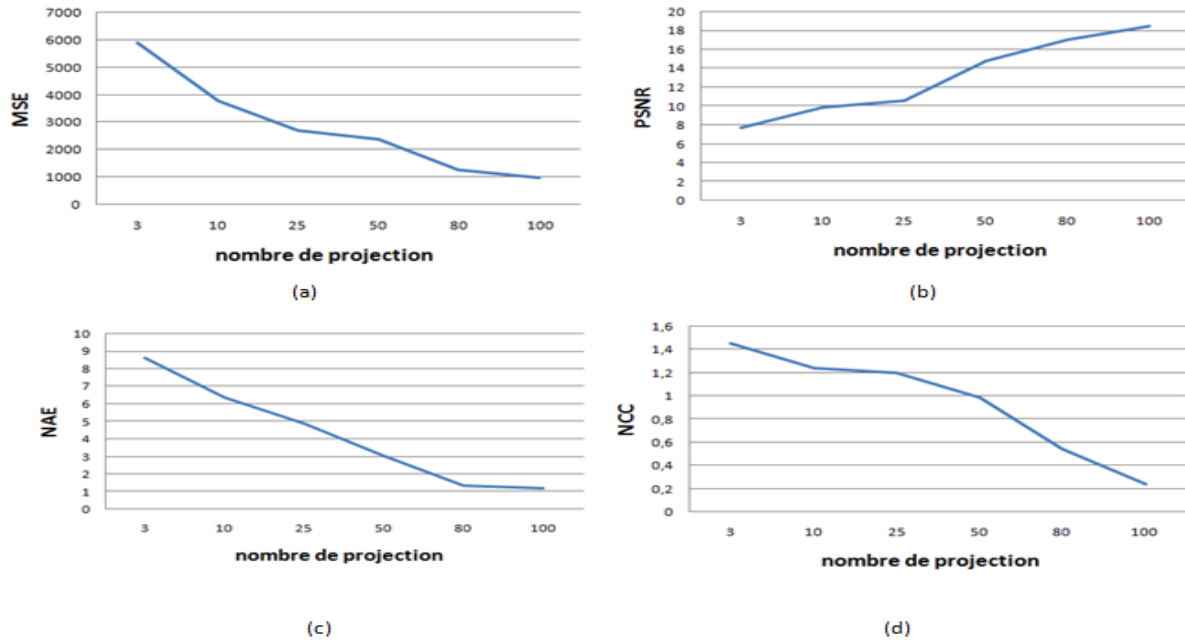 7000
6000
5000
4000
3000
2000
1000
0
MSE
3 10 25 50 80 100
nombre de projection
(a)
20
18
16
14
12
10
8
6
4
2
0
PSNR
3 10 25 50 80 100
nombre de projection
(b)
10
9
8
7
6
5
4
3
2
1
0
NAE
3 10 25 50 80 100
nombre de projection
(c)
1,6
1,4
1,2
1
0,8
0,6
0,4
0,2
0
NCC
3 10 25 50 80 100
nombre de projection
(d)